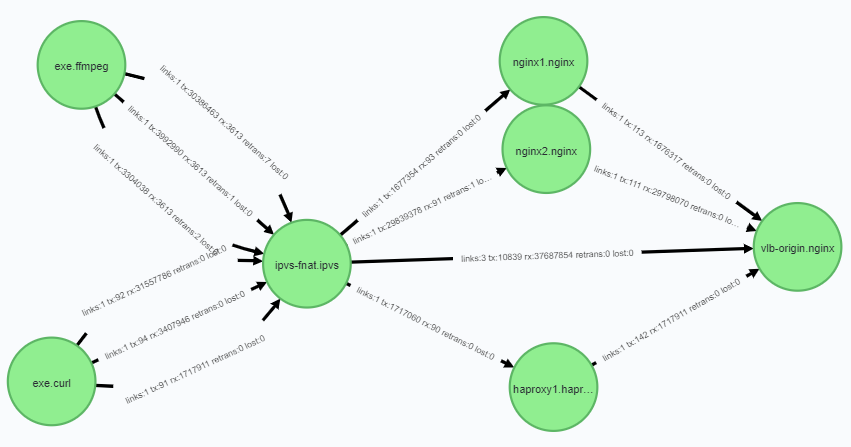 exe.ffmpeg
links:1 tx:30386463 rx:3613 retrans:7 lost:0
links:1 tx:3992990 rx:3613 retrans:1 lost:0
links:1 tx:3304038 rx:3613 retrans:2 lost:0
nginx1.nginx
links:1 tx:113 rx:1676317 retrans:0 lost:0
nginx2.nginx
links:1 tx:111 rx:29798070 retrans:0 lo...
links:1 tx:1677354 rx:93 retrans:0 lost:0
links:1 tx:29839378 rx:91 retrans:1 lo...
ipvs-fnat.ipvs
links:3 tx:10839 rx:37687854 retrans:0 lost:0
vlb-origin.nginx
links:1 tx:92 rx:31557786 retrans:0 lost:0
links:1 tx:94 rx:3407946 retrans:0 lost:0
links:1 tx:91 rx:1717911 retrans:0 lost:0
links:1 tx:1717060 rx:90 retrans:0 lost:0
links:1 tx:142 rx:1717911 retrans:0 lost:0
exe.curl
haproxy1.hapr...